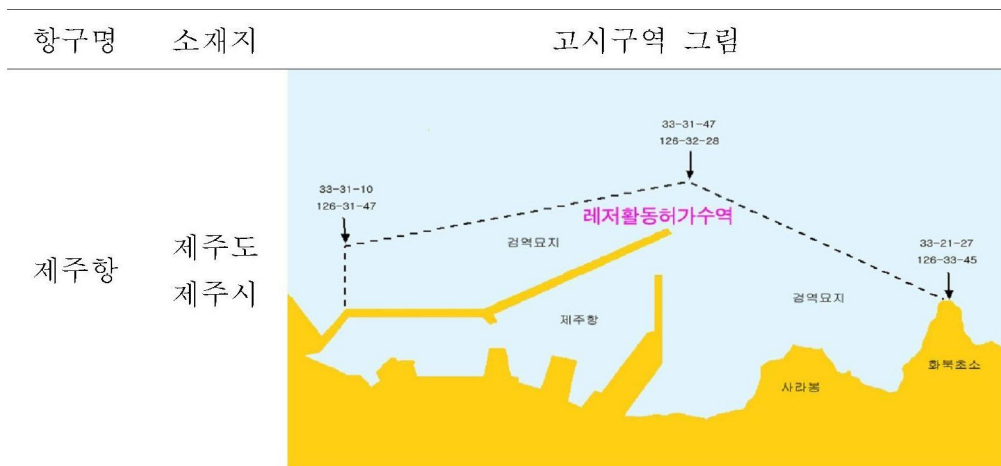 항구명 소재지 고시구역 그림
33-31-47
126-32-28
33-31-10
126-31-47
레저활동허가수역
검역묘지
33-21-27
126-33-45
제주항
제주도
제주시
검역묘지
제주항
화북초소
사라봉